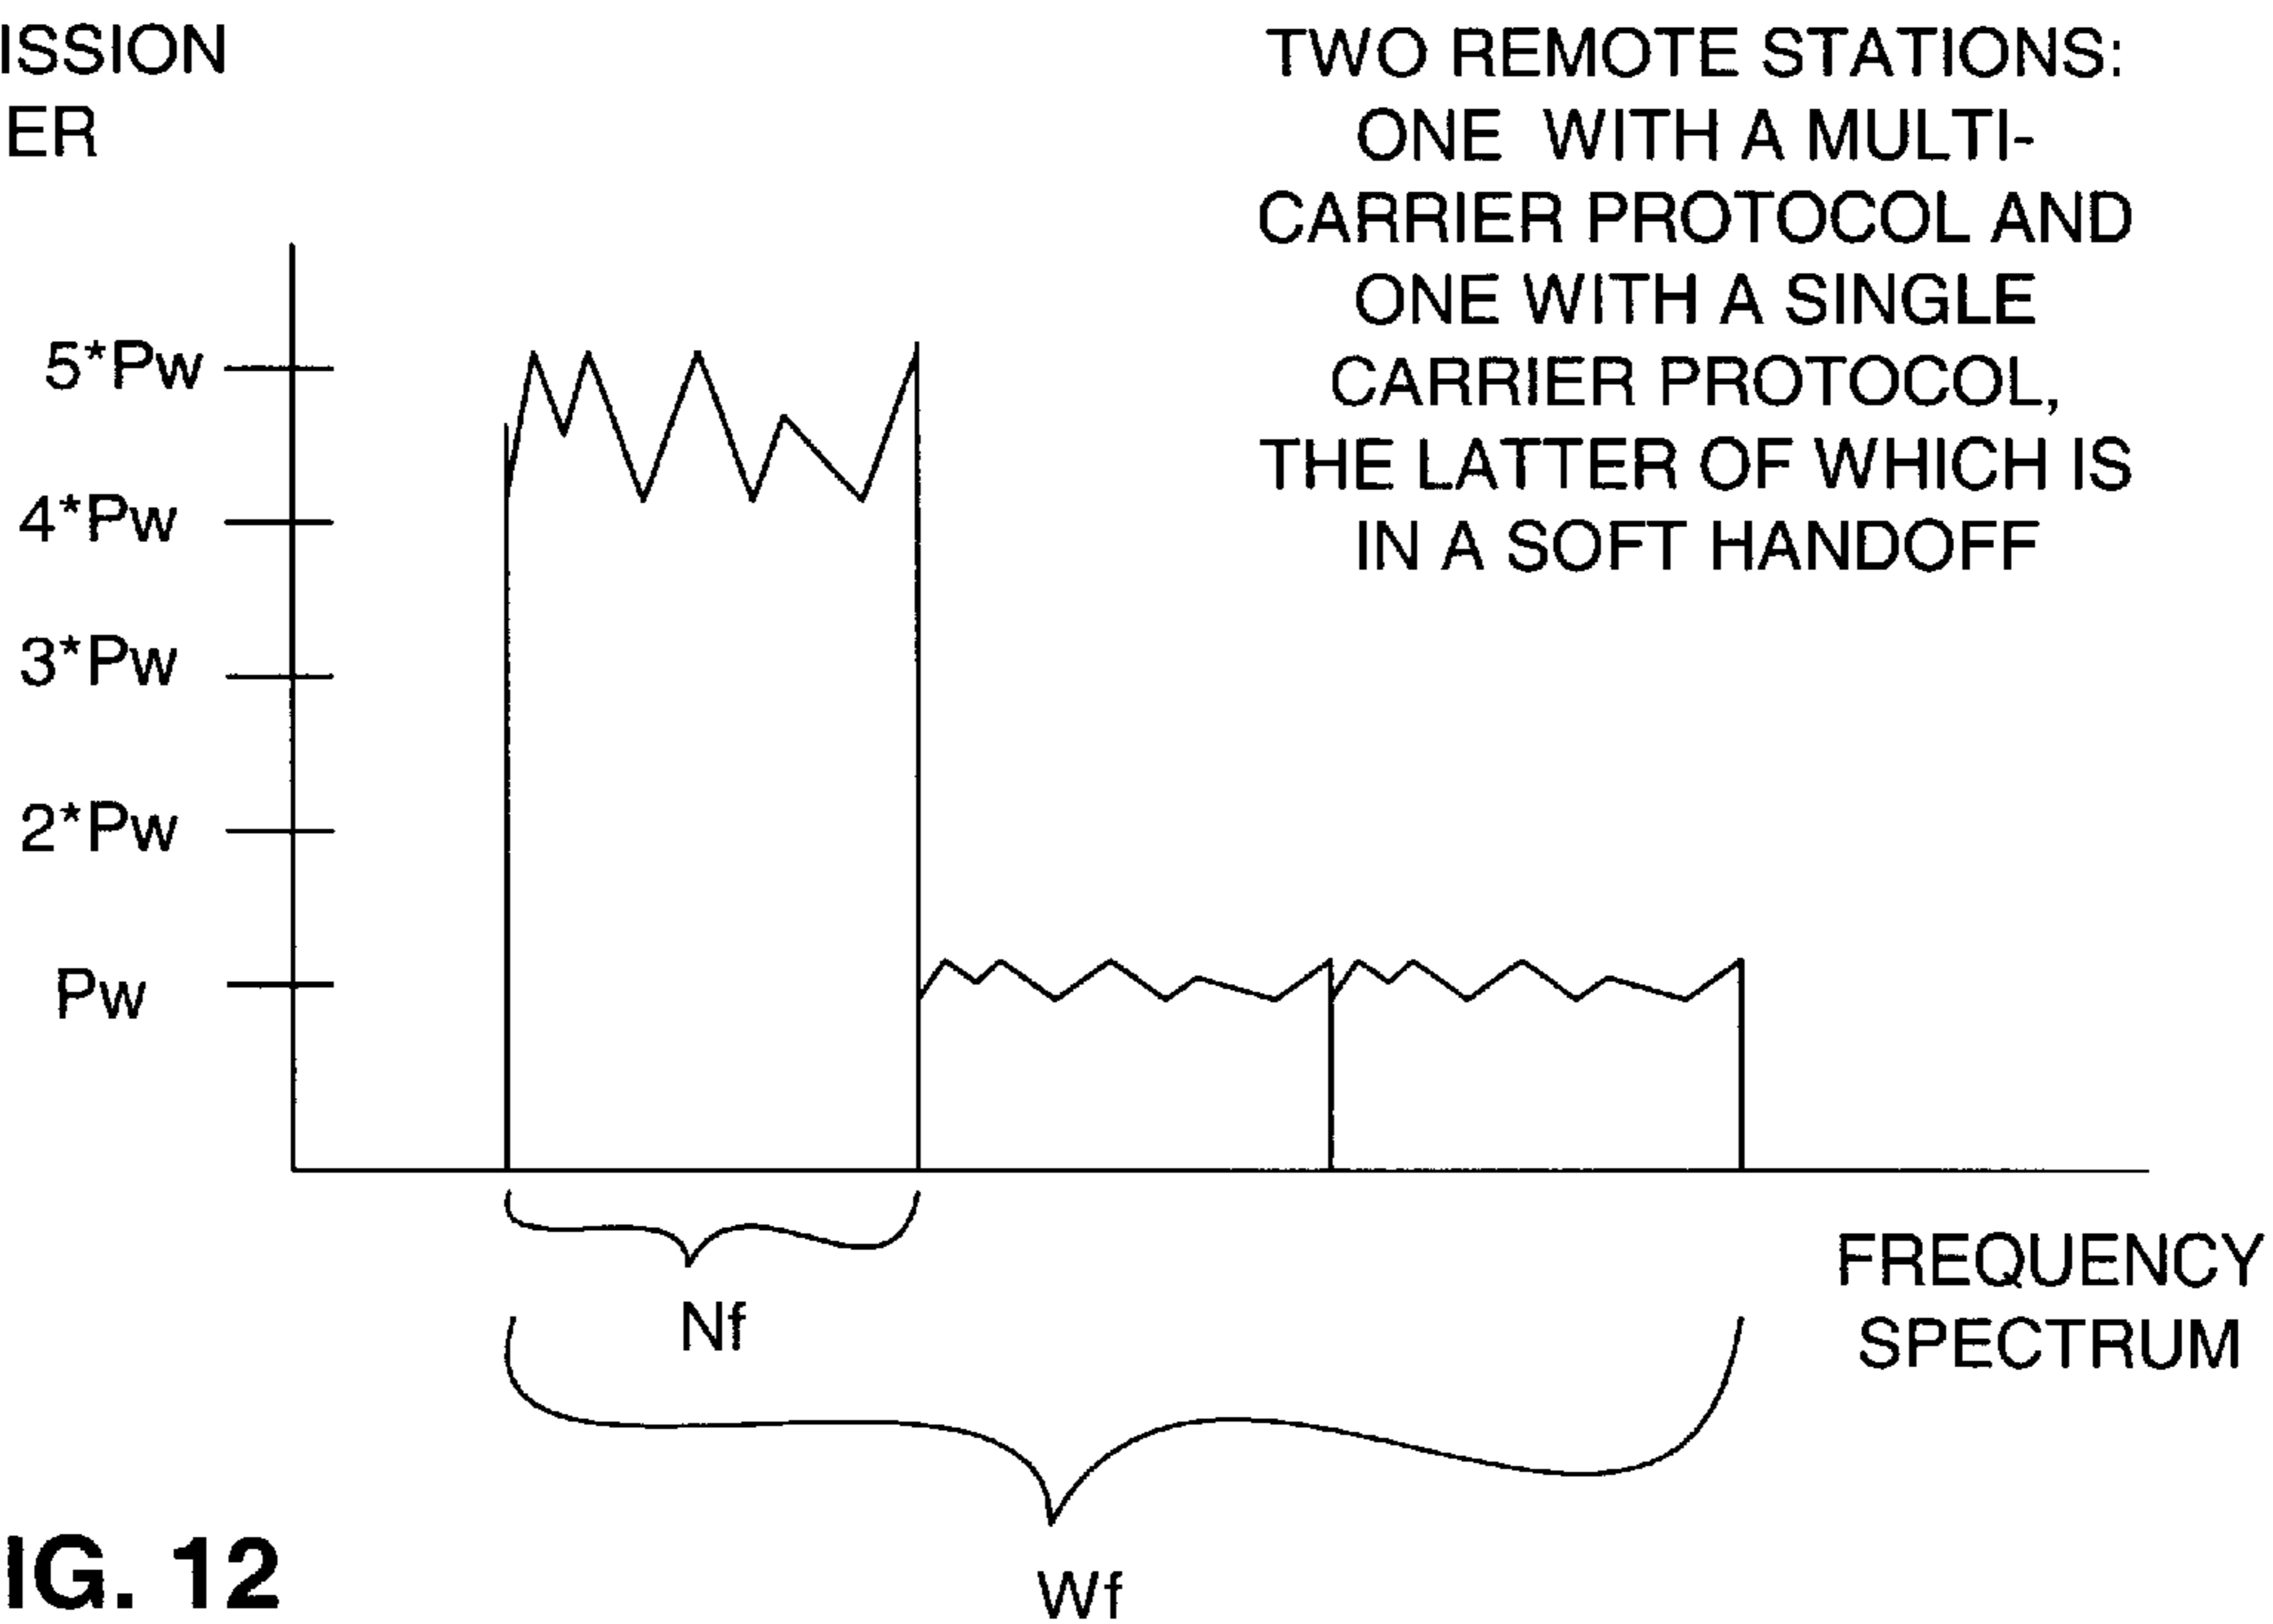 ISSION
ER
TWO REMOTE STATIONS:
ONE WITH A MULTI-
CARRIER PROTOCOL AND
ONE WITH A SINGLE
CARRIER PROTOCOL,
THE LATTER OF WHICH IS
IN A SOFT HANDOFF
5*Pw
4*Pw
3*Pw
2*Pw
Pw
Nf
FREQUENCY
SPECTRUM
Wf
IG. 12